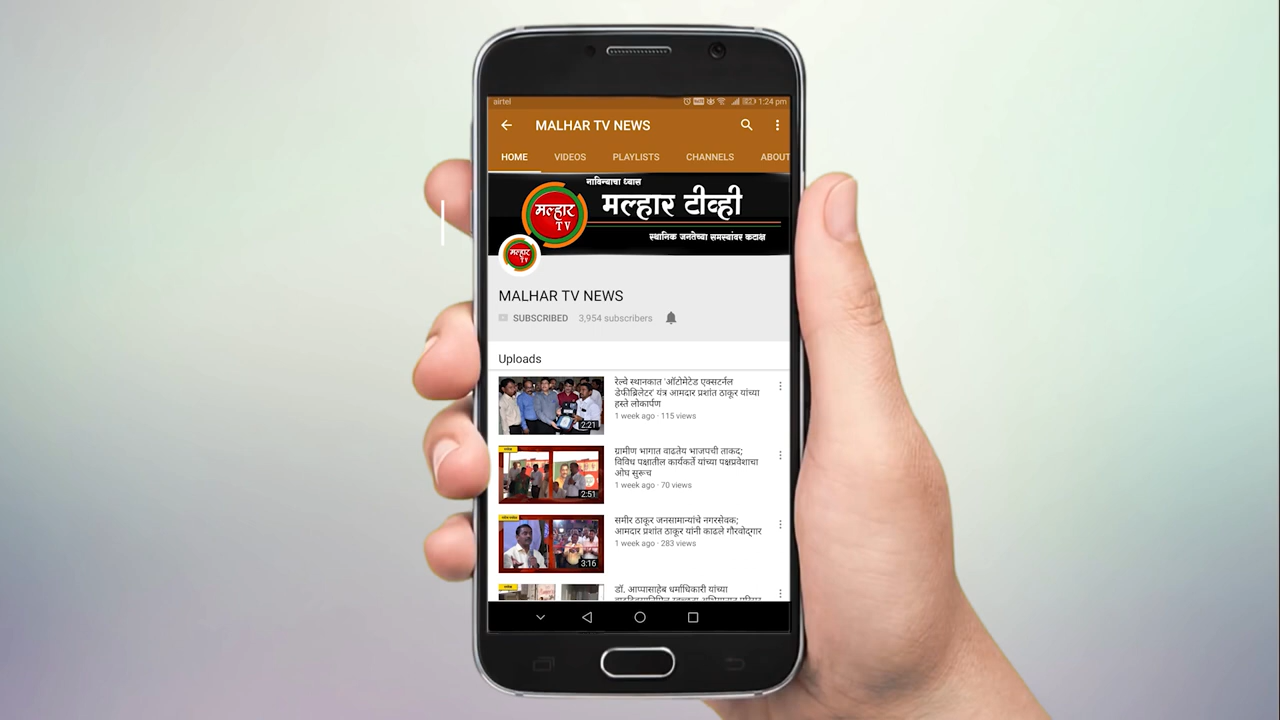 airtel 1:24 pm
MALHAR TV NEWS
HOME VIDEOS PLAYLISTS CHANNELS ABOUT
नाविन्याचा ध्यास
मल्हार टीव्ही
स्थानिक जनतेच्या समस्यांवर कटाक्ष
मल्हार
TV
मल्हार
TV
MALHAR TV NEWS
SUBSCRIBED 3,954 subscribers
Uploads
रेल्वे स्थानकात 'ऑटोमेटेड एक्सटर्नल
डेफीब्रिलेटर' यंत्र आमदार प्रशांत ठाकूर यांच्या
हस्ते लोकार्पण
1 week ago · 115 views
2:21
ग्रामीण भागात वाढतेय भाजपची ताकद;
विविध पक्षातील कार्यकर्ते यांच्या पक्षप्रवेशाचा
ओघ सुरूच
1 week ago · 70 views
2:51
समीर ठाकूर जनसामान्यांचे नगरसेवक;
आमदार प्रशांत ठाकूर यांनी काढले गौरवोद्गार
1 week ago · 283 views
3:16
डॉ. आप्पासाहेब धर्माधिकारी यांच्या